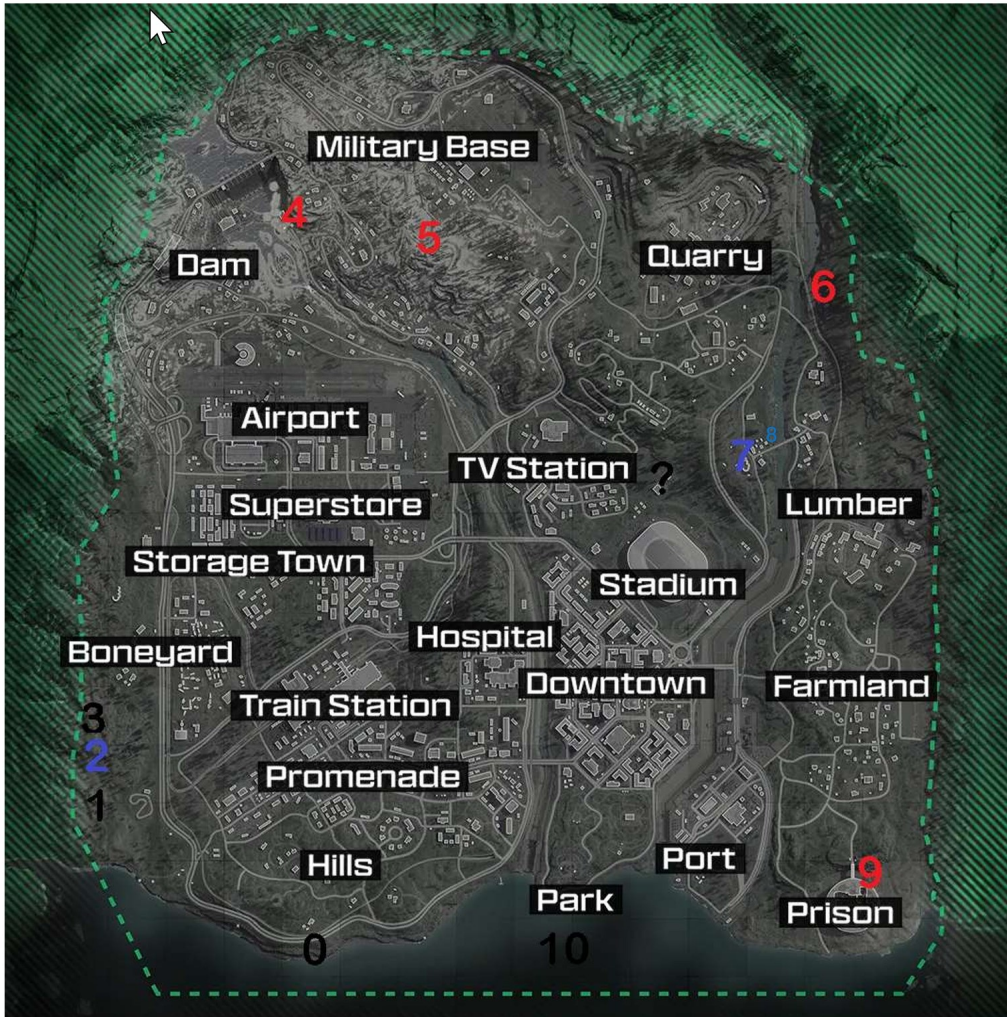 Military Base
4
5
Dam
Quarry
6
Airport
8
7
TV Station
?
Superstore
Lumber
Storage Town
Stadium
Hospital
Boneyard
Downtown
Farmland
Train Station
3
2
Promenade
1
Hills
Port
9
Park
Prison
0
10